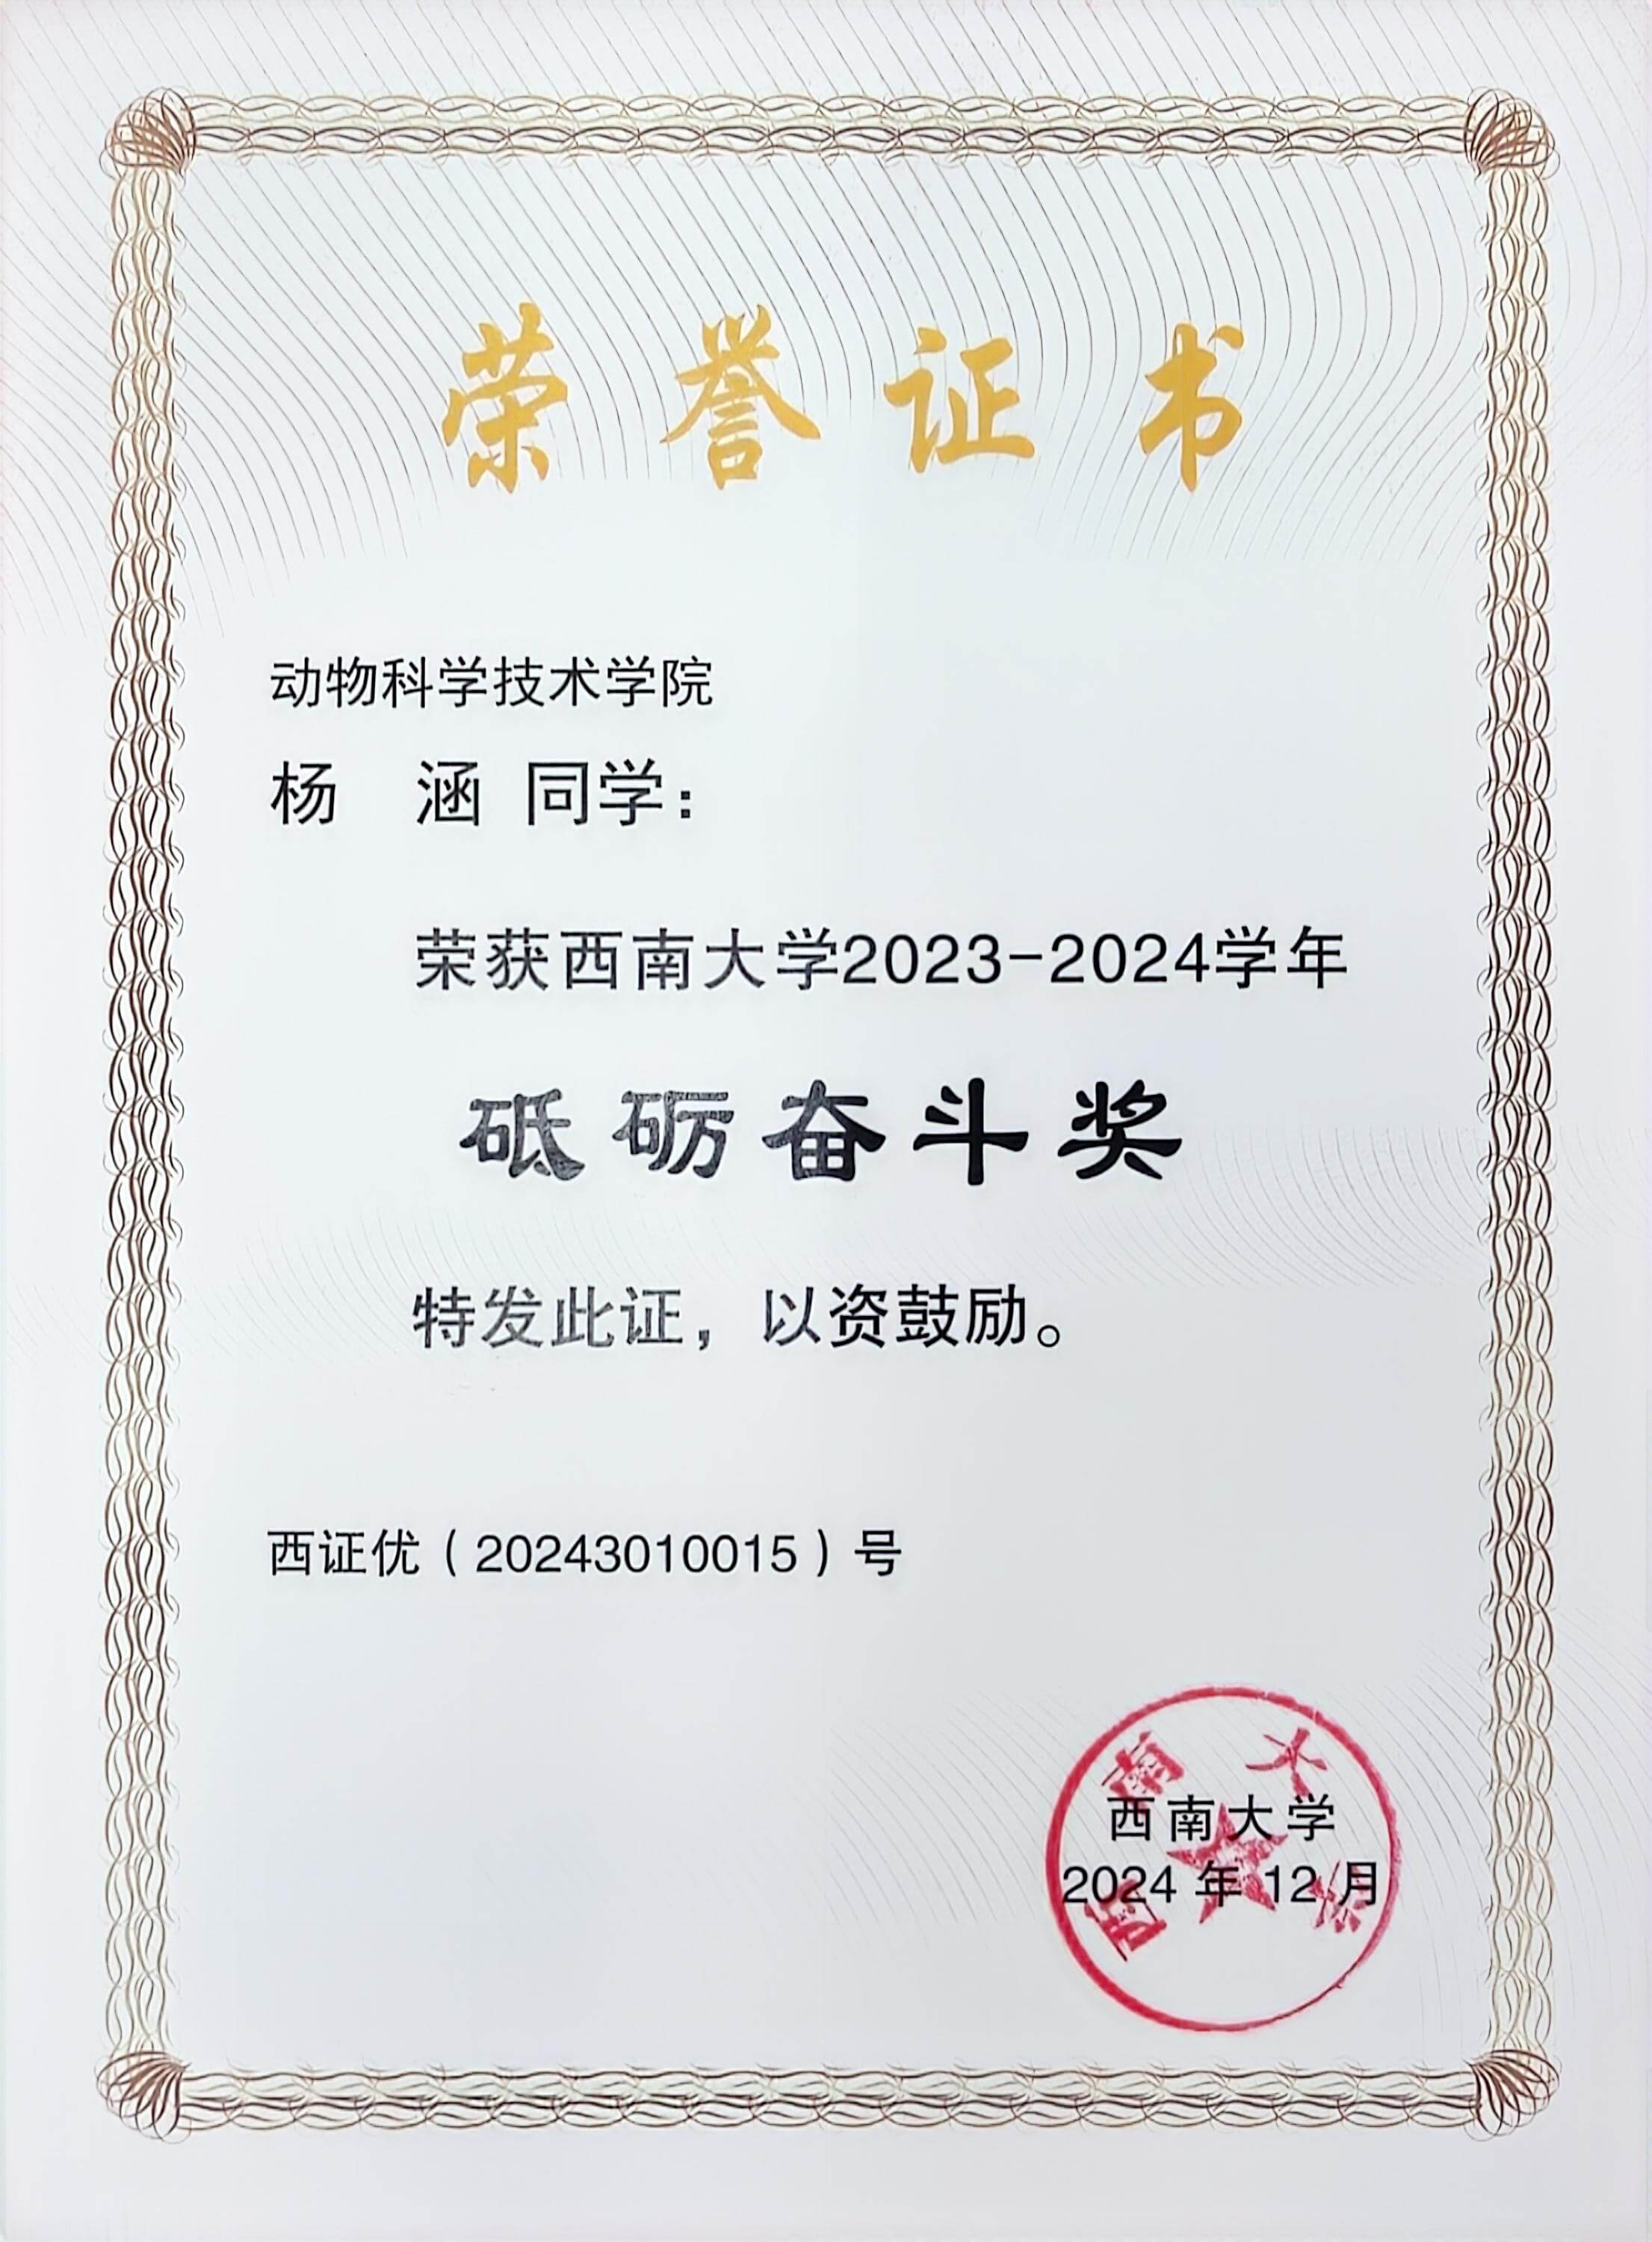 荣誉证书
动物科学技术学院
杨 涵 同学：
荣获西南大学2023-2024学年
砥砺奋斗奖
特发此证，以资鼓励。
西证优（20243010015）号
西南大学
西南大学
2024 年 12 月